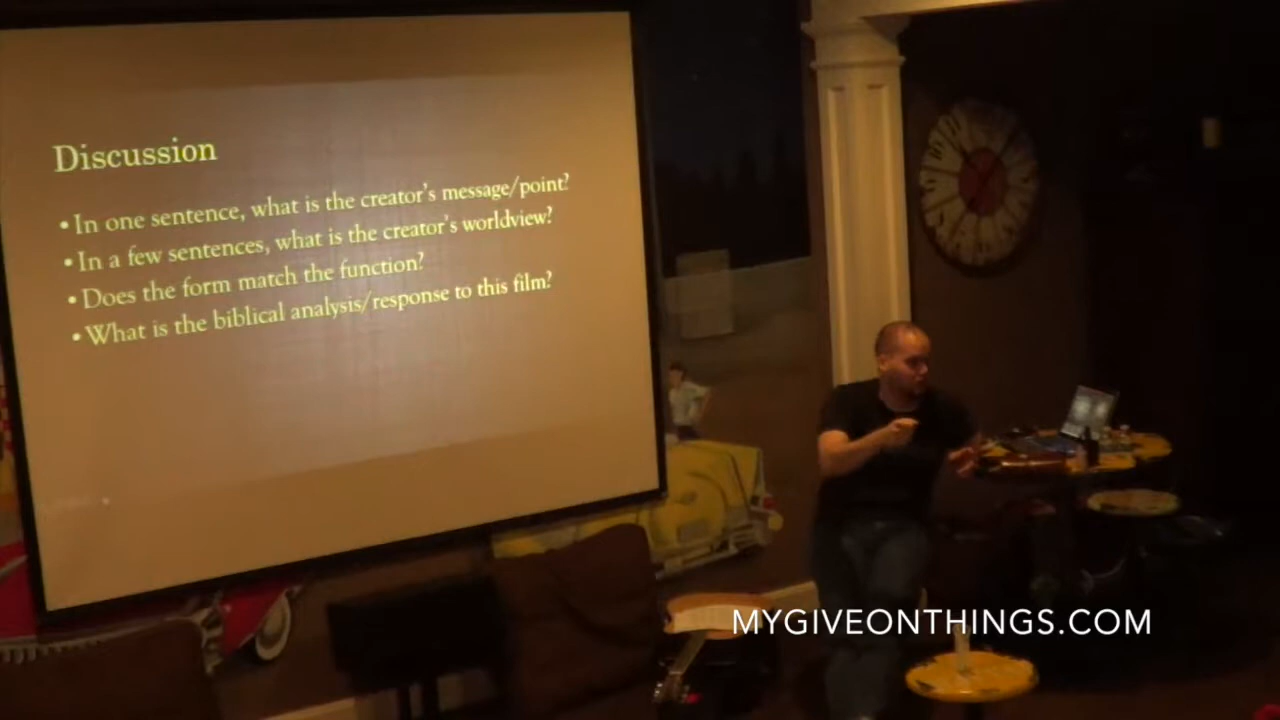 Discussion
• In one sentence, what is the creator's message/point?
• In a few sentences, what is the creator's worldview?
• Does the form match the function?
• What is the biblical analysis/response to this film?
MYGIVEONTHINGS.COM